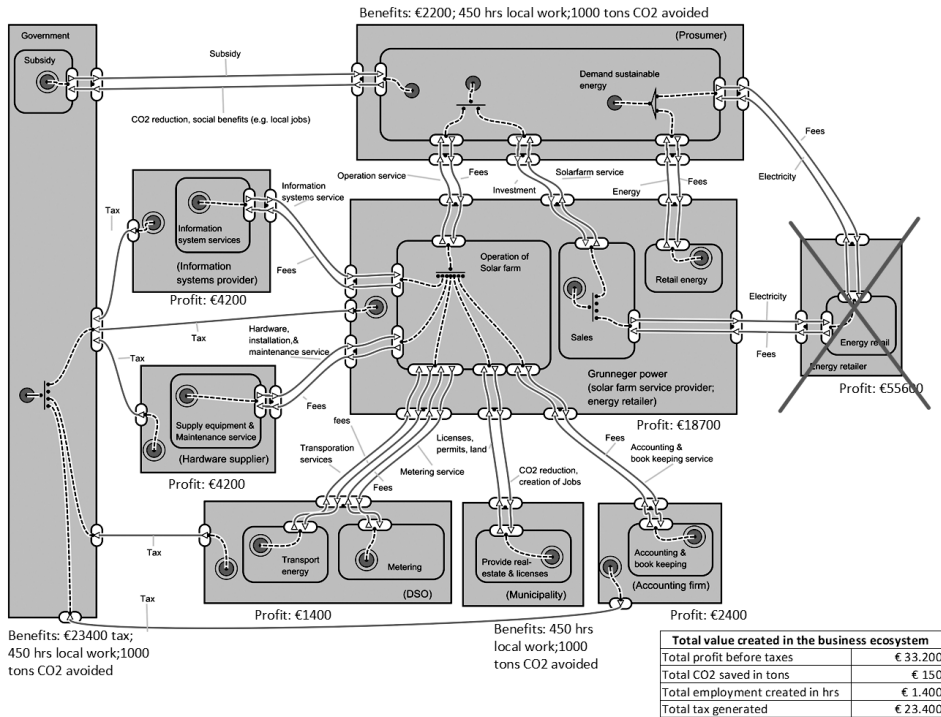 Benefits: €2200; 450 hrs local work;1000 tons CO2 avoided
Government
(Prosumer)
Subsidy
Subsidy
Demand sustainable
energy
CO2 reduction, social benefits (e.g. local jobs)
Fees
Electricity
Operation service
Fees
Investment
Solarfarm service
Energy
Fees
Information
systems service
Tax
Information
system services
(Information
systems provider)
Fees
Profit: €4200
Operation of
Solar farm
Retail energy
Sales
Electricity
Fees
Energy retail
Energy retailer
Profit: €55600
Tax
Hardware,
installation,&
maintenance service
Tax
Grunneger power
(solar farm service provider;
energy retailer)
Profit: €18700
Supply equipment &
Maintenance service
(Hardware supplier)
Fees
Profit: €4200
fees
Transporation
services
Metering service
Fees
Licenses,
permits, land
CO2 reduction,
creation of Jobs
Fees
Accounting &
book keeping service
Tax
Transport
energy
Metering
(DSO)
Profit: €1400
Provide real-
estate & licenses
(Municipality)
Accounting &
book keeping
(Accounting firm)
Profit: €2400
Tax
Benefits: €23400 tax;
450 hrs local work;1000
tons CO2 avoided
Benefits: 450 hrs
local work;1000
tons CO2 avoided
Total value created in the business ecosystem
Total profit before taxes € 33.200
Total CO2 saved in tons € 150
Total employment created in hrs € 1.400
Total tax generated € 23.400